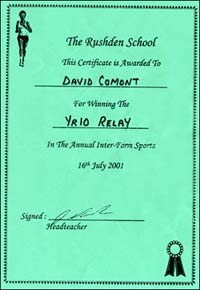 The Rushden School
This Certificate is Awarded To
DAVID COMONT
For Winning The
YR10 RELAY
In The Annual Inter-Form Sports
16th July 2001
Signed:
Headteacher